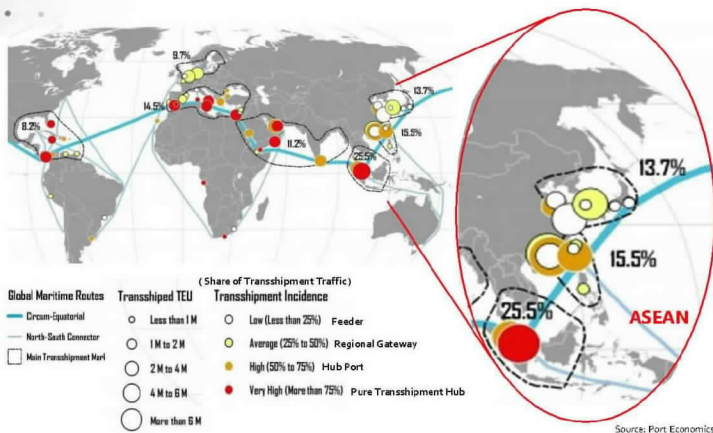 9.7%
13.7%
14.5%
8.2%
15.5%
11.2%
25.5%
13.7%
15.5%
25.5%
ASEAN
(Share of Transshipment Traffic)
Global Maritime Routes
Circum-Equatorial
North-South Connector
Main Transshipment Marl
Transshiped TEU
Less than 1 M
1 M to 2 M
2 M to 4 M
4 M to 6 M
More than 6 M
Transshipment Incidence
Low (Less than 25%) Feeder
Average (25% to 50%) Regional Gateway
High (50% to 75%) Hub Port
Very High (More than 75%) Pure Transshipment Hub
Source: Port Economics